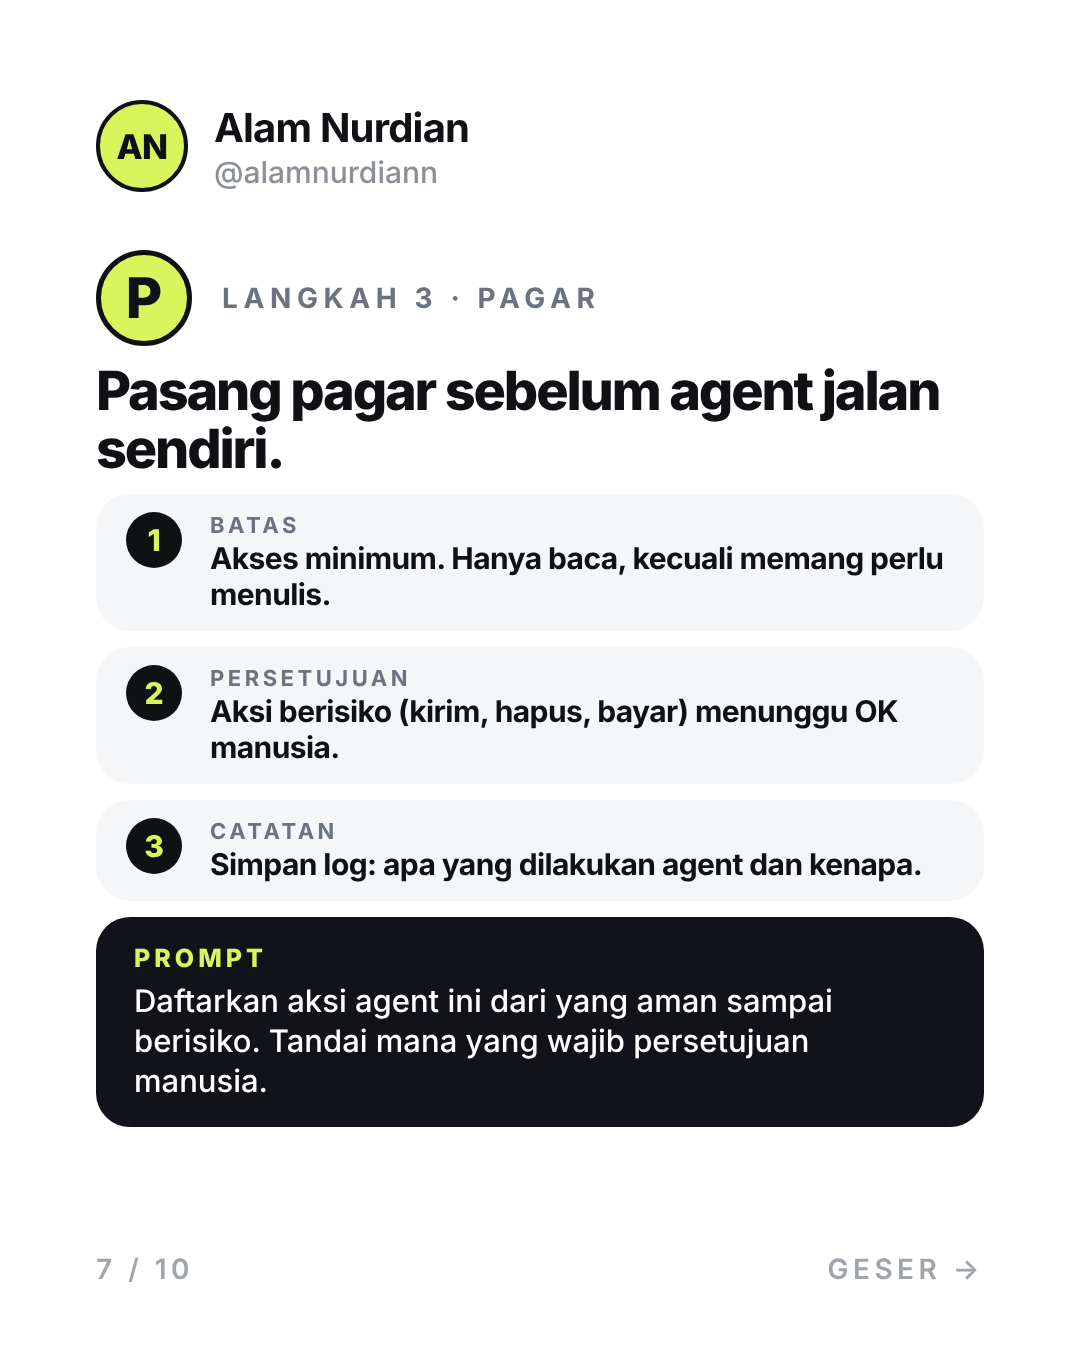 AN
Alam Nurdian
@alamnurdiann
P
LANGKAH 3 · PAGAR
Pasang pagar sebelum agent jalan
sendiri.
1
BATAS
Akses minimum. Hanya baca, kecuali memang perlu
menulis.
2
PERSETUJUAN
Aksi berisiko (kirim, hapus, bayar) menunggu OK
manusia.
3
CATATAN
Simpan log: apa yang dilakukan agent dan kenapa.
PROMPT
Daftarkan aksi agent ini dari yang aman sampai
berisiko. Tandai mana yang wajib persetujuan
manusia.
7 / 10
GESER →